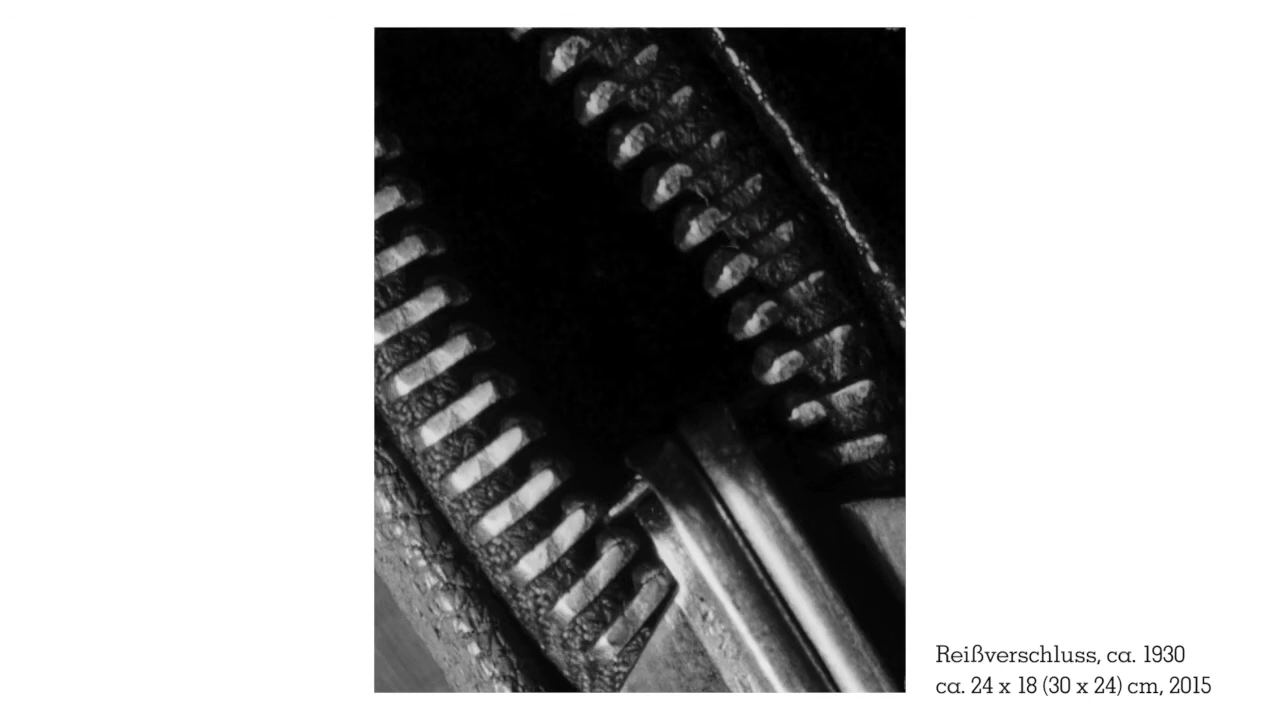 Reißverschluss, ca. 1930
ca. 24 x 18 (30 x 24) cm, 2015